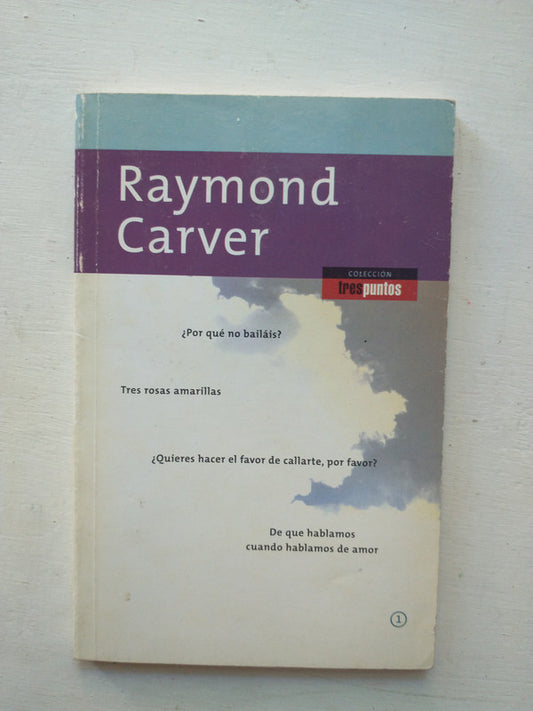 Raymond
Carver
COLECCIÓN
trespuntos
¿Por qué no bailáis?
Tres rosas amarillas
¿Quieres hacer el favor de callarte, por favor?
De que hablamos
cuando hablamos de amor
1